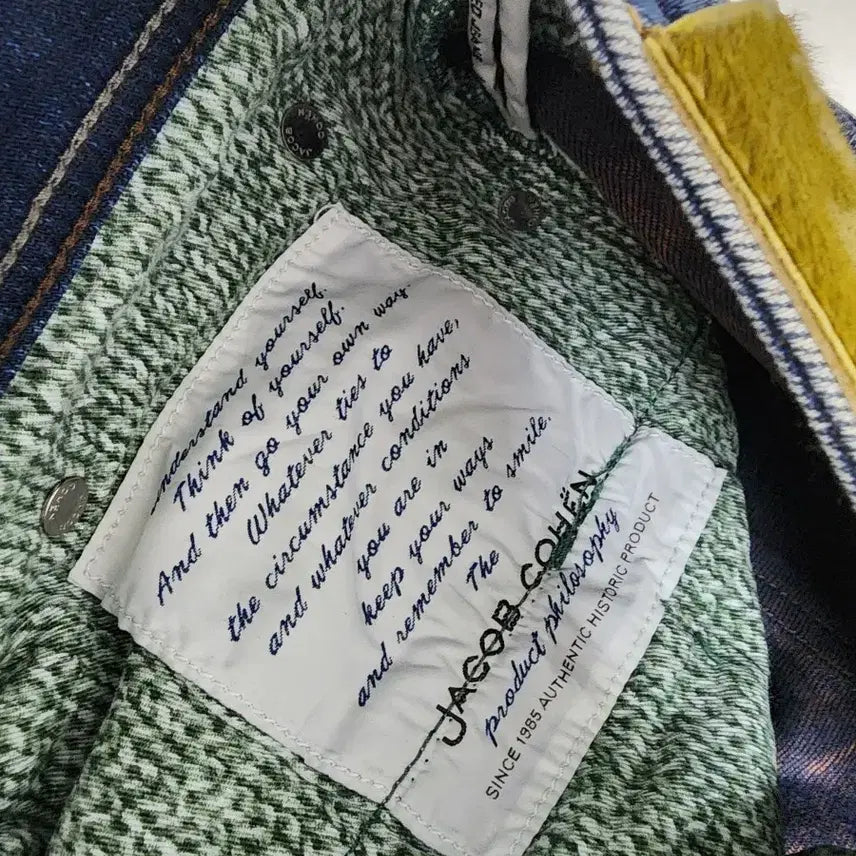 understand yourself.
Think of yourself.
And then go your own way.
Whatever ties to
the circumstance you have,
and whatever conditions
you are in
keep your ways
and remember to smile.
The
JACOB COHËN
product philosophy
SINCE 1985 AUTHENTIC HISTORIC PRODUCT
JACOB
COHËN